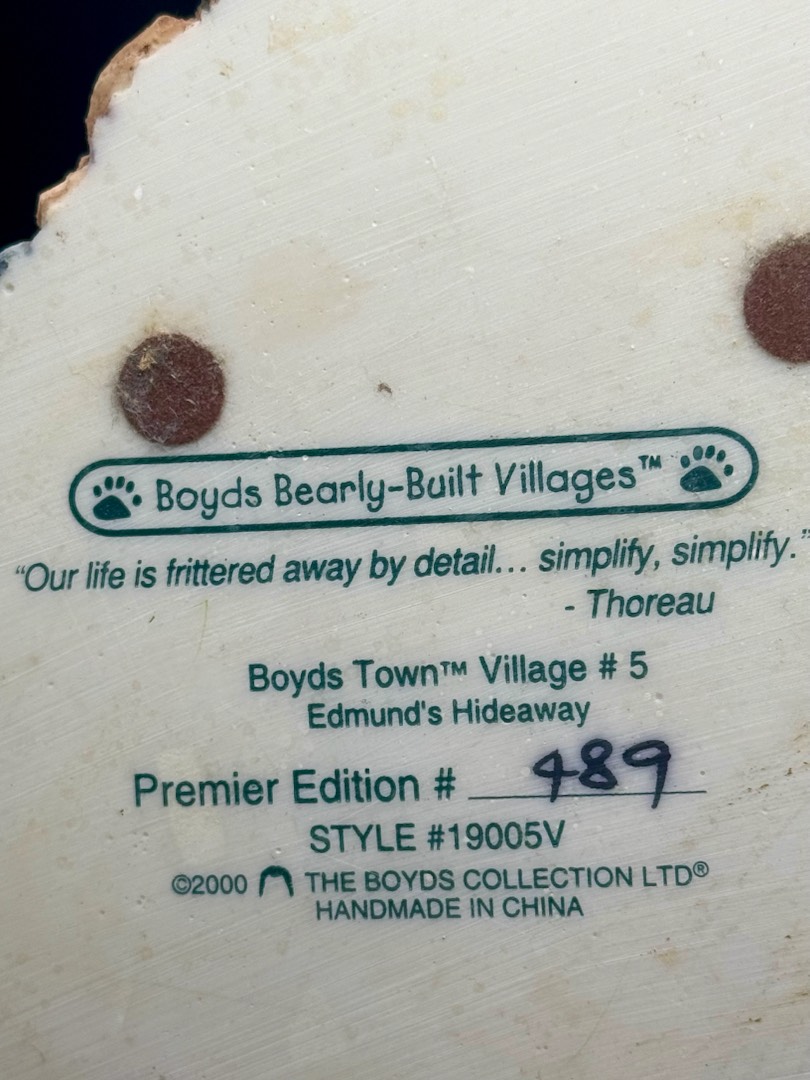 Boyds Bearly-Built Villages™
“Our life is frittered away by detail... simplify, simplify.”
- Thoreau
Boyds Town™ Village # 5
Edmund's Hideaway
Premier Edition # 489
STYLE #19005V
©2000 THE BOYDS COLLECTION LTD®
HANDMADE IN CHINA